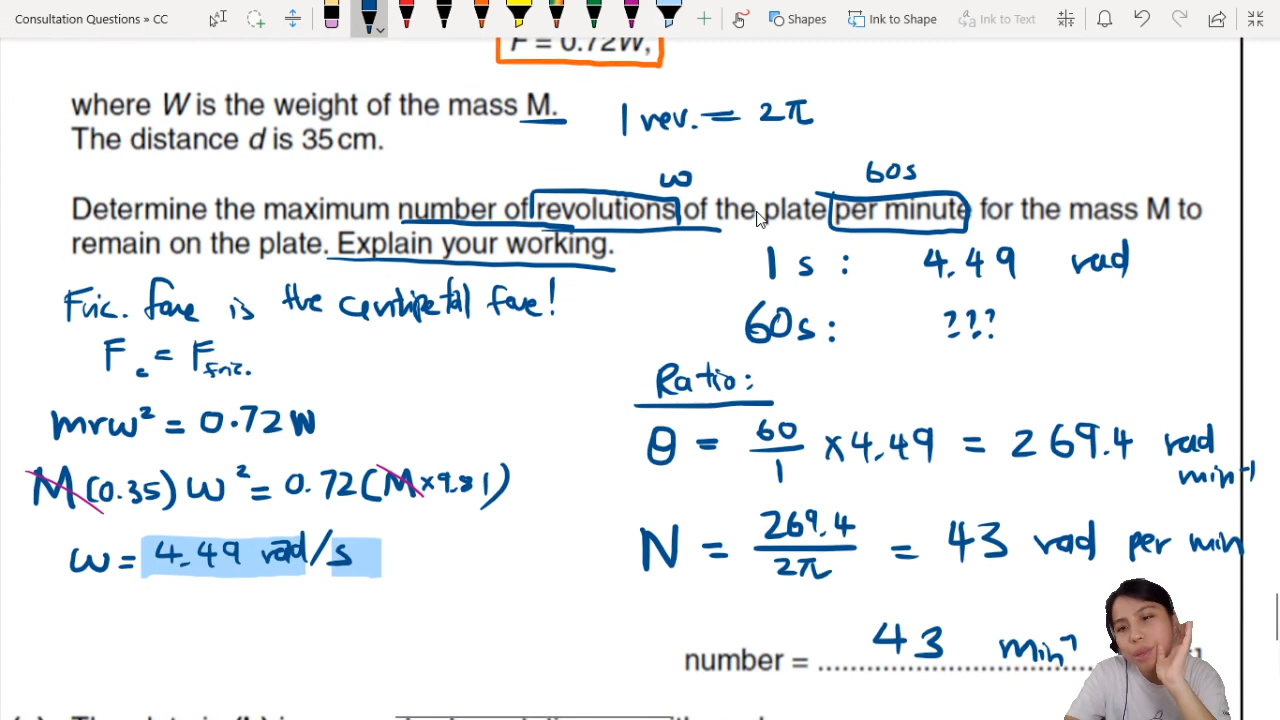 Consultation Questions » CC
Shapes
Ink to Shape
Ink to Text
F = 0.72W,
where W is the weight of the mass M.
1 rev. = 2π
The distance d is 35 cm.
ω
60s
Determine the maximum number of revolutions of the plate per minute for the mass M to
remain on the plate. Explain your working.
1 s : 4.49 rad
Fric. force is the centripetal force!
60s : ???
Fc = Ffric.
Ratio:
mrω² = 0.72W
θ = 60/1 × 4.49 = 269.4 rad min⁻¹
M(0.35)ω² = 0.72(M×9.81)
N = 269.4/2π = 43 rad per min
ω = 4.49 rad/s
43 min⁻¹
number =